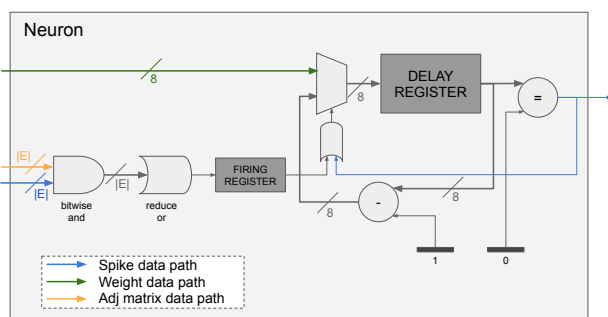 Neuron
8
8
DELAY
REGISTER
=
|E|
|E|
|E|
FIRING
REGISTER
bitwise
and
reduce
or
8
8
-
1
0
Spike data path
Weight data path
Adj matrix data path